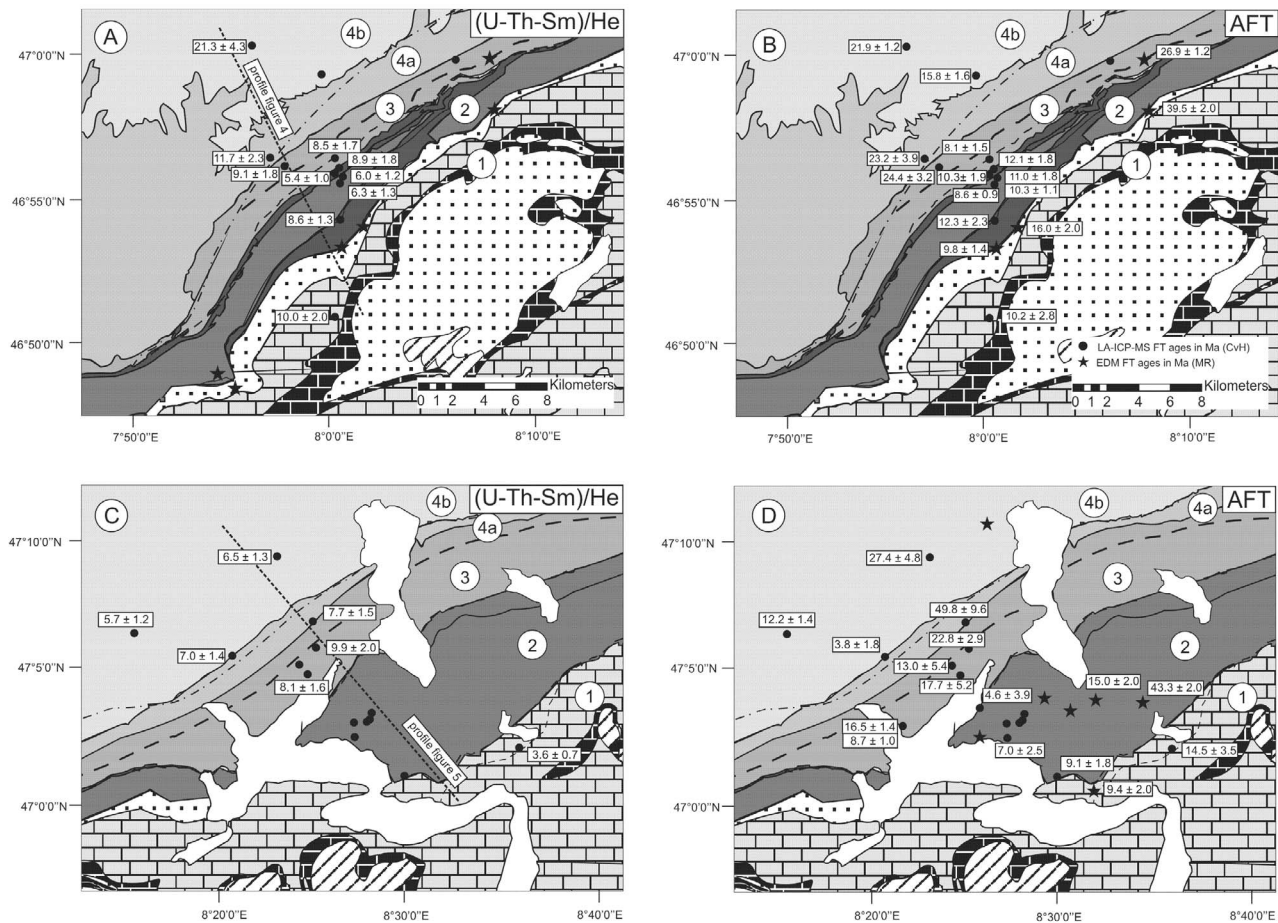 A
(U-Th-Sm)/He
4b
47°0'0"N
21.3 ± 4.3
4a
profile figure 4
3
2
8.5 ± 1.7
11.7 ± 2.3
8.9 ± 1.8
9.1 ± 1.8
5.4 ± 1.0
6.0 ± 1.2
1
46°55'0"N
6.3 ± 1.3
8.6 ± 1.3
10.0 ± 2.0
46°50'0"N
Kilometers
0 1 2 4 6 8
7°50'0"E
8°0'0"E
8°10'0"E
B
AFT
4b
47°0'0"N
21.9 ± 1.2
26.9 ± 1.2
4a
15.8 ± 1.6
3
2
39.5 ± 2.0
8.1 ± 1.5
23.2 ± 3.9
12.1 ± 1.8
1
24.4 ± 3.2
10.3± 1.9
11.0 ± 1.8
46°55'0"N
8.6 ± 0.9
10.3 ± 1.1
12.3 ± 2.3
16.0 ± 2.0
9.8 ± 1.4
10.2 ± 2.8
46°50'0"N
LA-ICP-MS FT ages in Ma (CvH)
EDM FT ages in Ma (MR)
Kilometers
0 1 2 4 6 8
7°50'0"E
8°0'0"E
8°10'0"E
C
(U-Th-Sm)/He
4b
4a
47°10'0"N
6.5 ± 1.3
3
5.7 ± 1.2
7.7 ± 1.5
9.9 ± 2.0
2
47°5'0"N
7.0 ± 1.4
8.1 ± 1.6
1
profile figure 5
3.6 ± 0.7
47°0'0"N
8°20'0"E
8°30'0"E
8°40'0"E
D
AFT
4b
4a
47°10'0"N
27.4 ± 4.8
3
12.2 ± 1.4
49.8 ± 9.6
3.8 ± 1.8
22.8 ± 2.9
2
47°5'0"N
13.0 ± 5.4
15.0 ± 2.0
43.3 ± 2.0
17.7 ± 5.2
4.6 ± 3.9
1
16.5 ± 1.4
8.7 ± 1.0
7.0 ± 2.5
14.5 ± 3.5
9.1 ± 1.8
47°0'0"N
9.4 ± 2.0
8°20'0"E
8°30'0"E
8°40'0"E